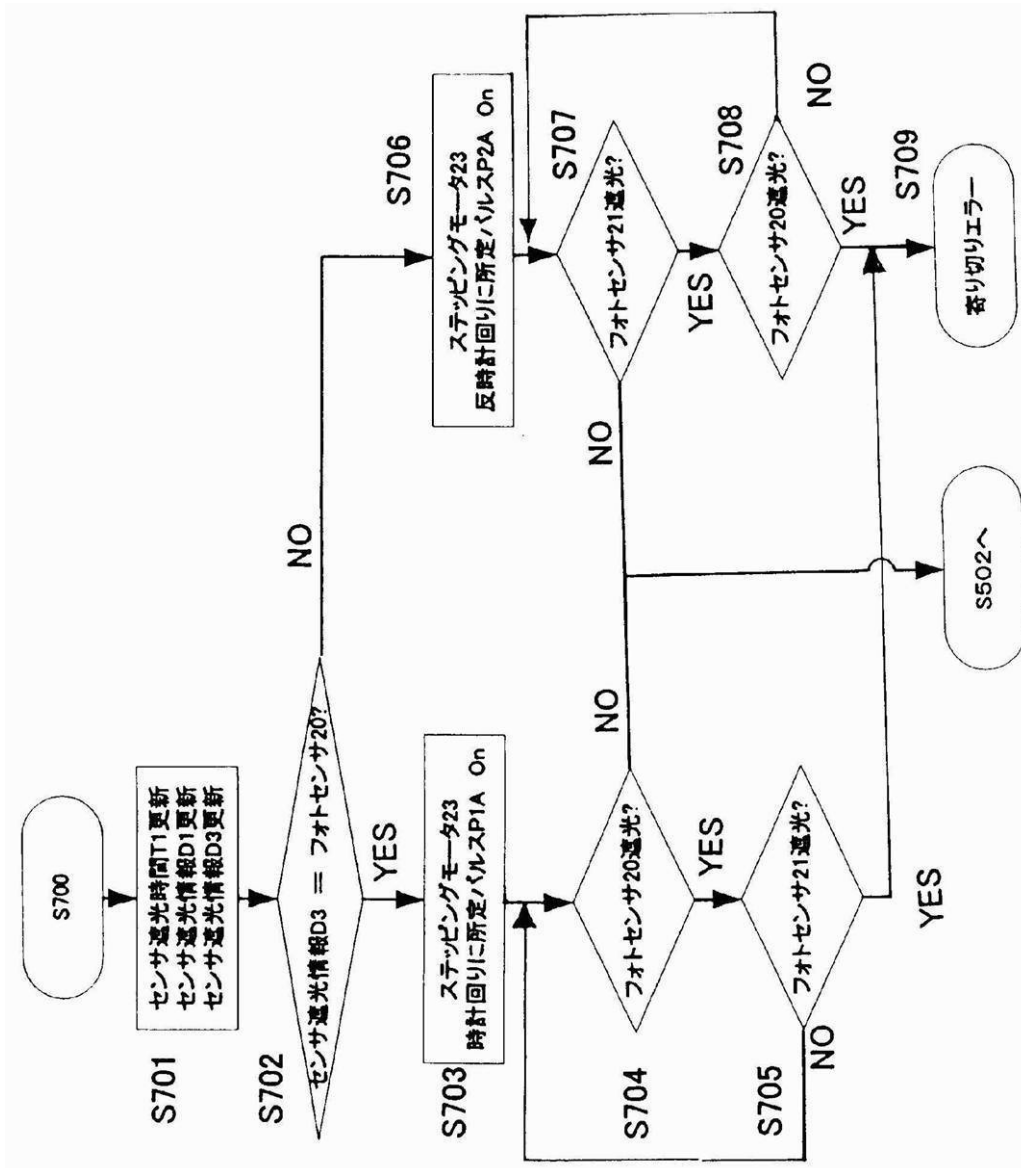 S700
S701
センサ遮光時間T1更新
センサ遮光情報D1更新
センサ遮光情報D3更新
S702
センサ遮光情報D3 ＝ フォトセンサ20?
NO
YES
S703
ステッピングモータ23
時計回りに所定パルスP1A On
S706
ステッピングモータ23
反時計回りに所定パルスP2A On
S704
フォトセンサ20遮光?
NO
YES
S707
フォトセンサ21遮光?
NO
YES
S705
フォトセンサ21遮光?
NO
YES
S708
フォトセンサ20遮光?
NO
YES
S502へ
S709
寄り切りエラー